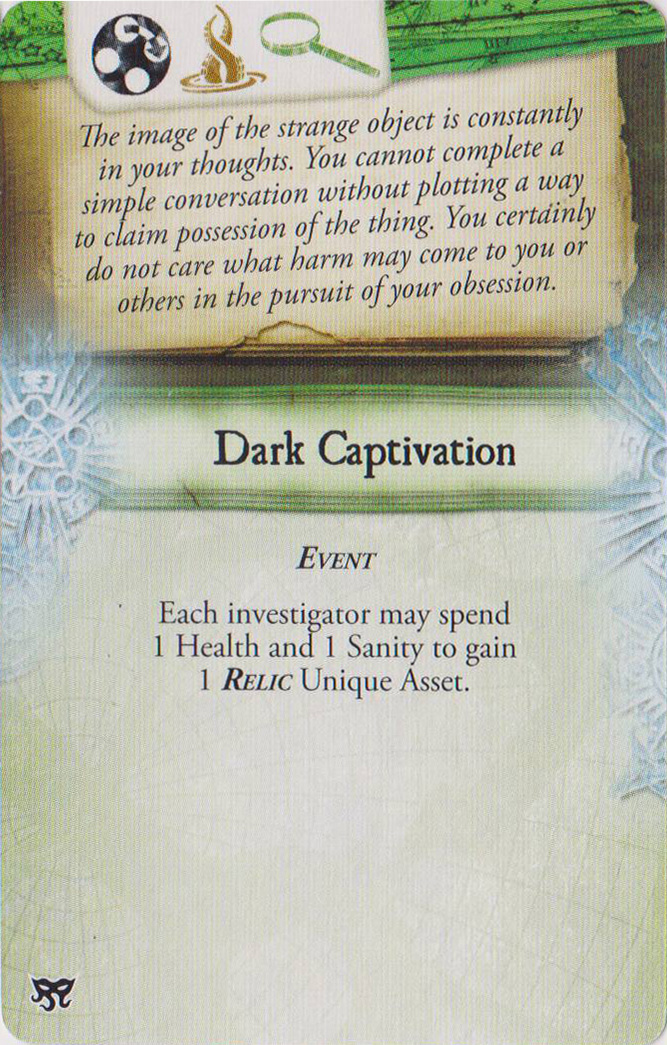 The image of the strange object is constantly
in your thoughts. You cannot complete a
simple conversation without plotting a way
to claim possession of the thing. You certainly
do not care what harm may come to you or
others in the pursuit of your obsession.
Dark Captivation
Event
Each investigator may spend
1 Health and 1 Sanity to gain
1 Relic Unique Asset.